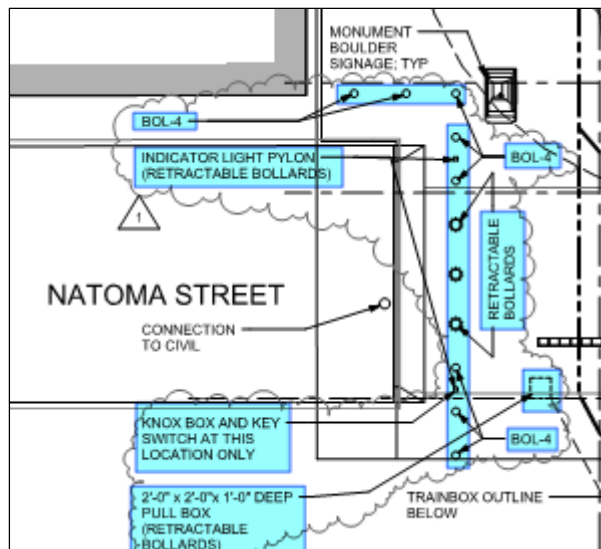 MONUMENT
BOULDER
SIGNAGE; TYP
BOL-4
INDICATOR LIGHT PYLON
(RETRACTABLE BOLLARDS)
BOL-4
1
RETRACTABLE
BOLLARDS
NATOMA STREET
CONNECTION
TO CIVIL
KNOX BOX AND KEY
SWITCH AT THIS
LOCATION ONLY
BOL-4
2'-0" x 2'-0"x 1'-0" DEEP
PULL BOX
(RETRACTABLE
BOLLARDS)
TRAINBOX OUTLINE
BELOW